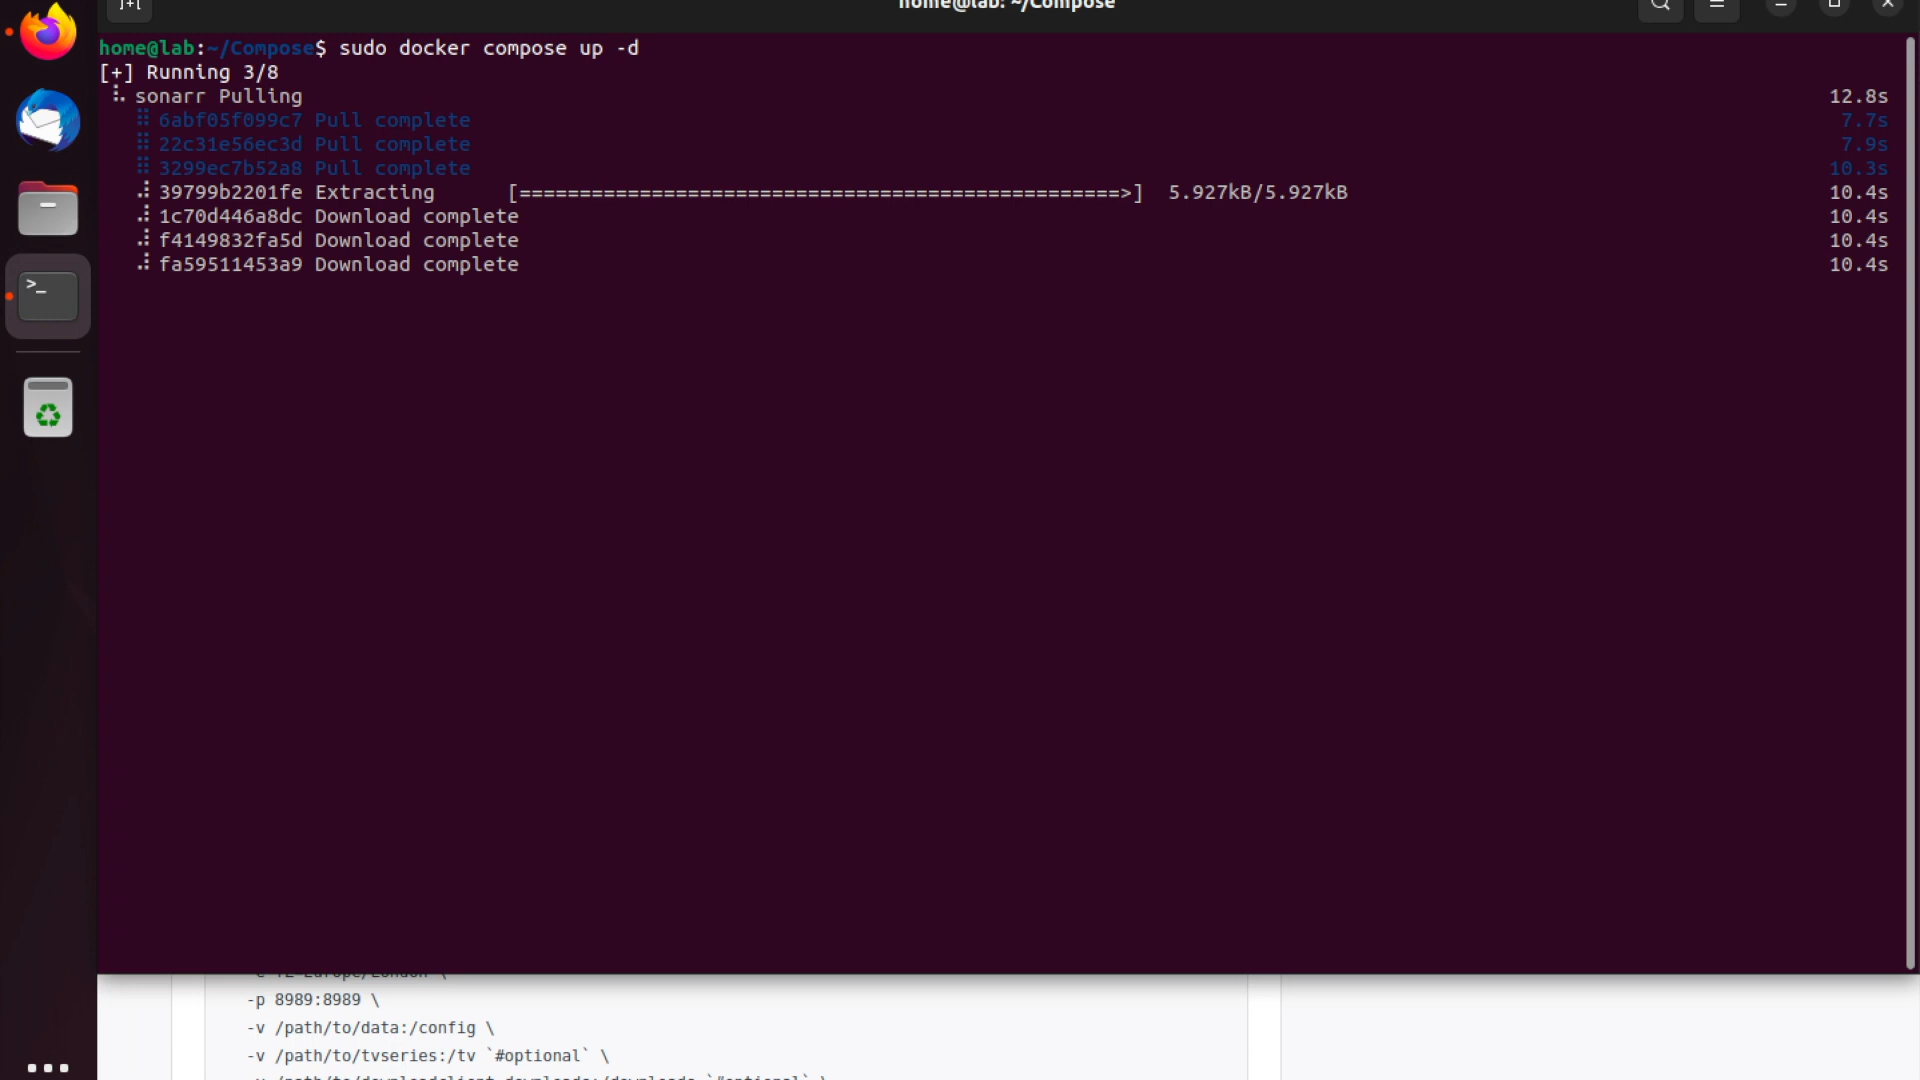 home@lab: ~/Compose
home@lab:~/Compose$ sudo docker compose up -d
[+] Running 3/8
⠧ sonarr Pulling 12.8s
⠿ 6abf05f099c7 Pull complete 7.7s
⠿ 22c31e56ec3d Pull complete 7.9s
⠿ 3299ec7b52a8 Pull complete 10.3s
⠼ 39799b2201fe Extracting [==================================================>] 5.927kB/5.927kB 10.4s
⠼ 1c70d446a8dc Download complete 10.4s
⠼ f4149832fa5d Download complete 10.4s
⠼ fa59511453a9 Download complete 10.4s
-p 8989:8989 \
-v /path/to/data:/config \
-v /path/to/tvseries:/tv `#optional` \